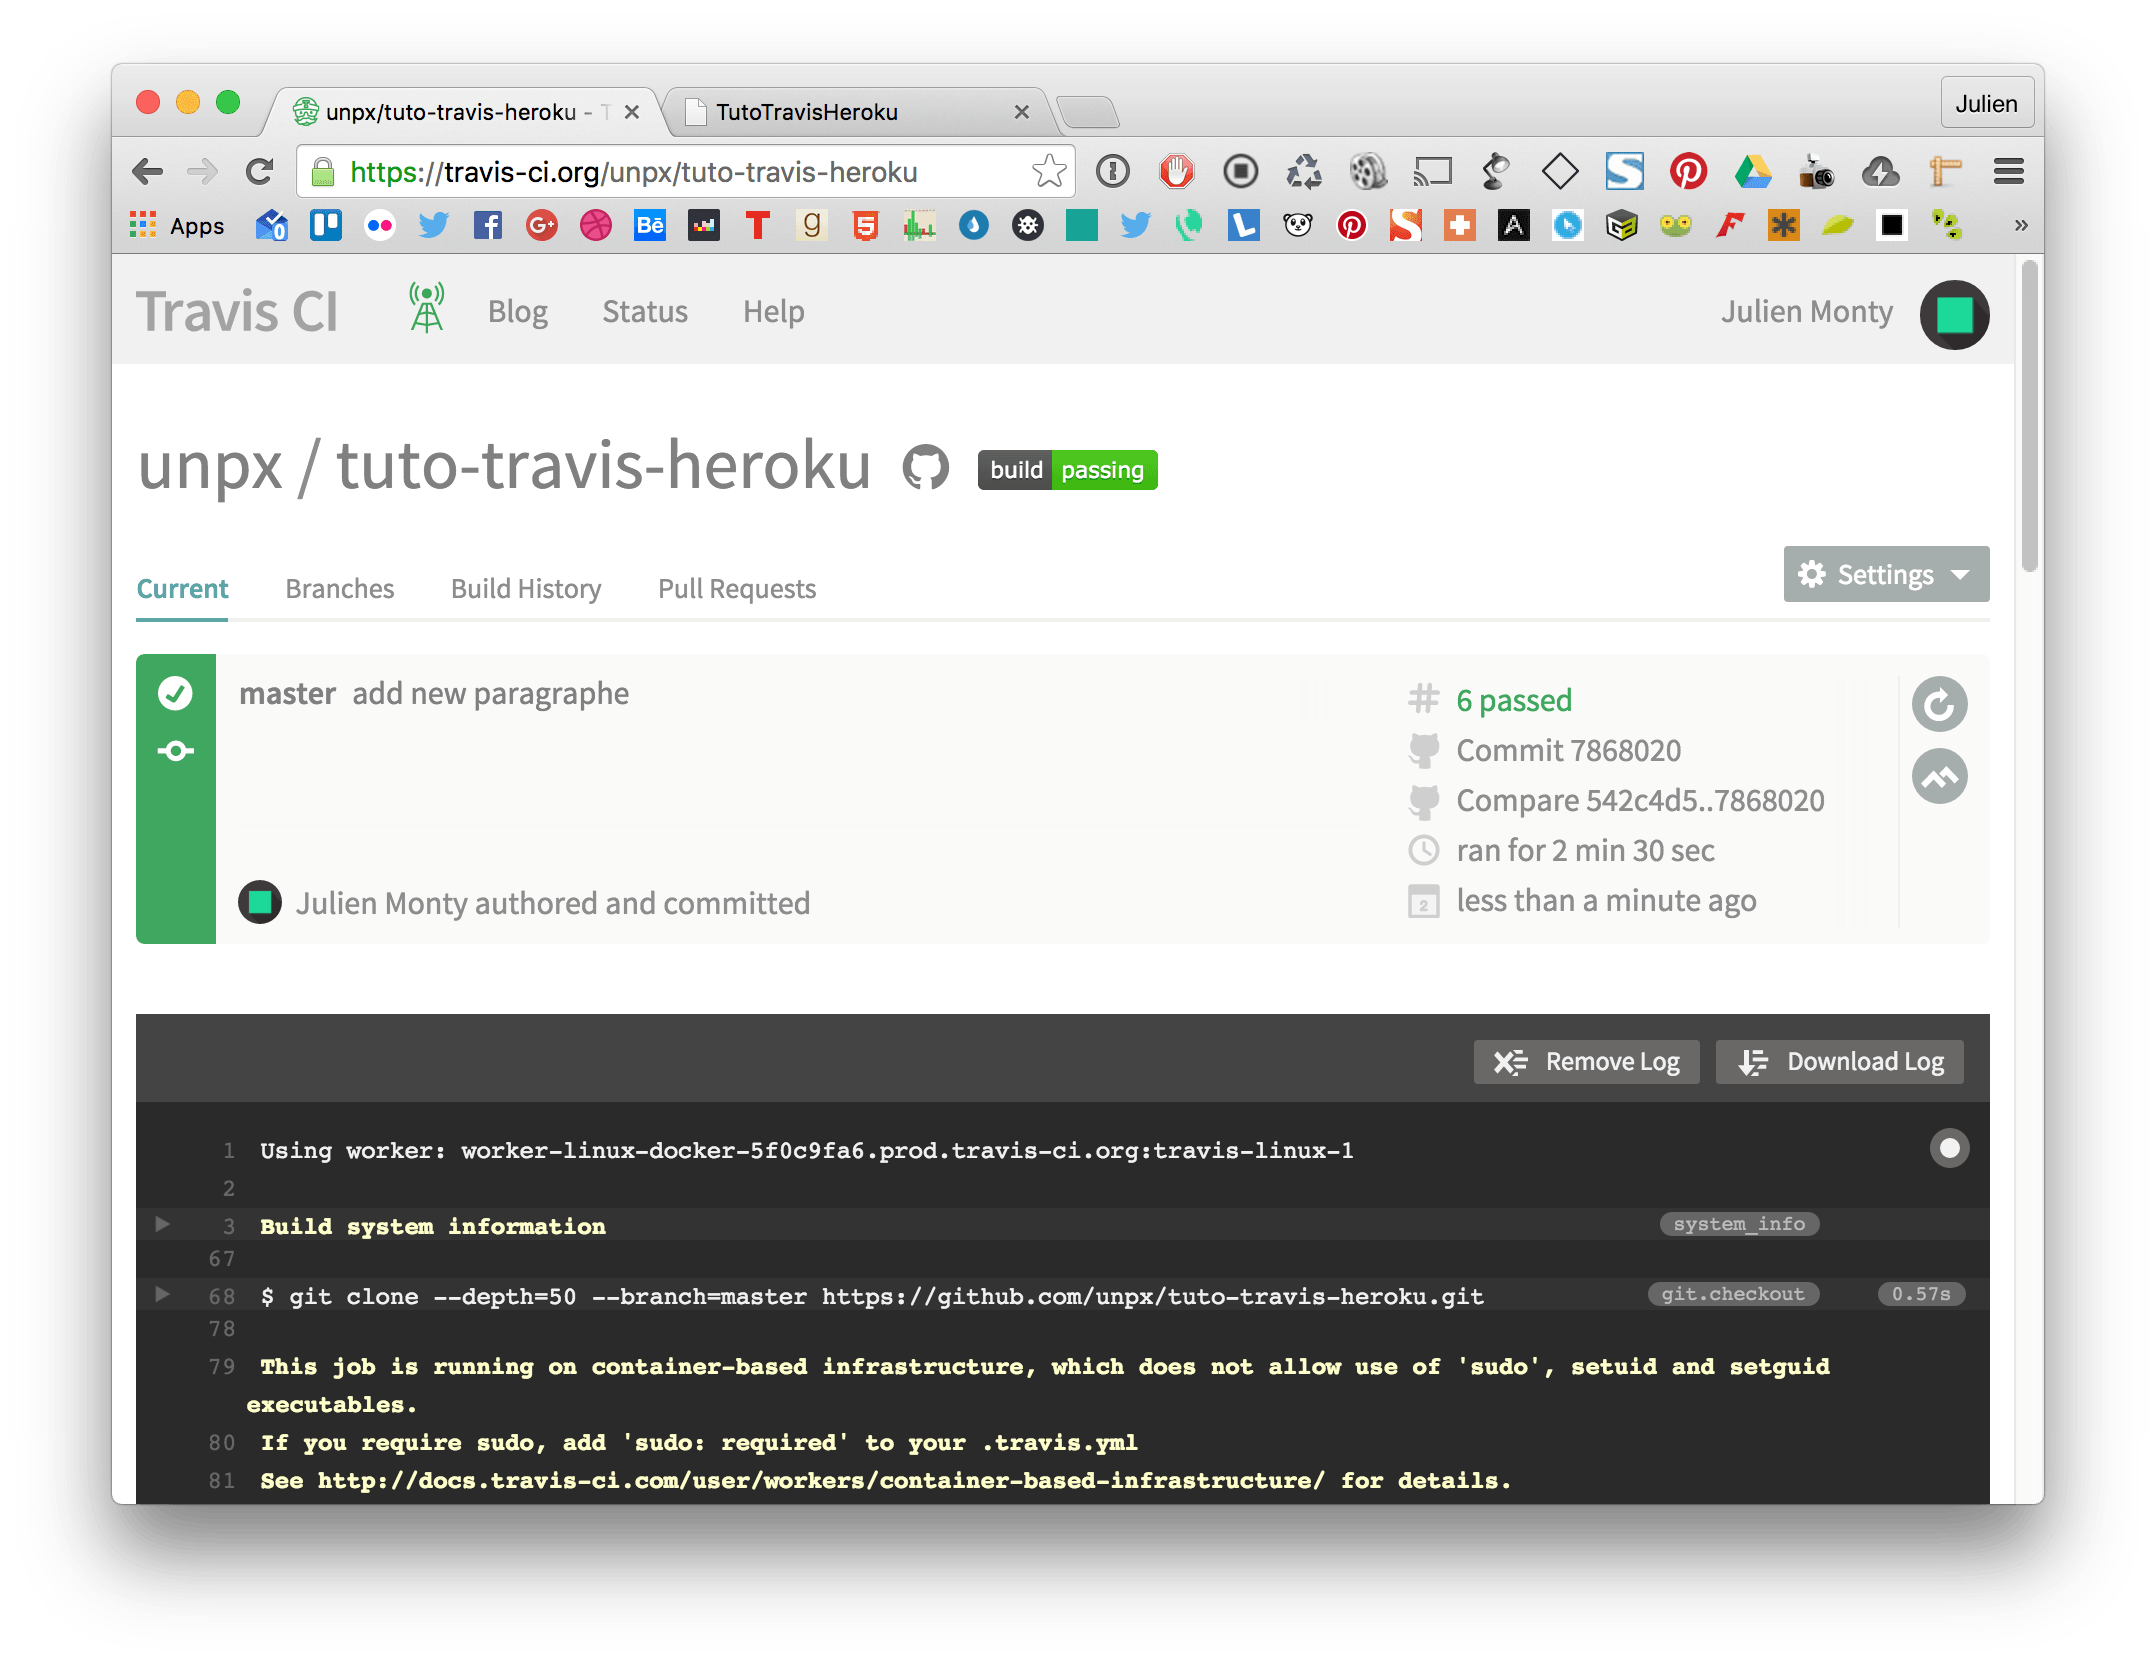 unpx/tuto-travis-heroku - T
TutoTravisHeroku
Julien
https://travis-ci.org/unpx/tuto-travis-heroku
Apps
Travis CI
Blog
Status
Help
Julien Monty
unpx / tuto-travis-heroku
build passing
Current
Branches
Build History
Pull Requests
Settings
master add new paragraphe
6 passed
Commit 7868020
Compare 542c4d5..7868020
ran for 2 min 30 sec
2 less than a minute ago
Julien Monty authored and committed
Remove Log
Download Log
1 Using worker: worker-linux-docker-5f0c9fa6.prod.travis-ci.org:travis-linux-1
2
3 Build system information system_info
67
68 $ git clone --depth=50 --branch=master https://github.com/unpx/tuto-travis-heroku.git git.checkout 0.57s
78
79 This job is running on container-based infrastructure, which does not allow use of 'sudo', setuid and setguid
executables.
80 If you require sudo, add 'sudo: required' to your .travis.yml
81 See http://docs.travis-ci.com/user/workers/container-based-infrastructure/ for details.